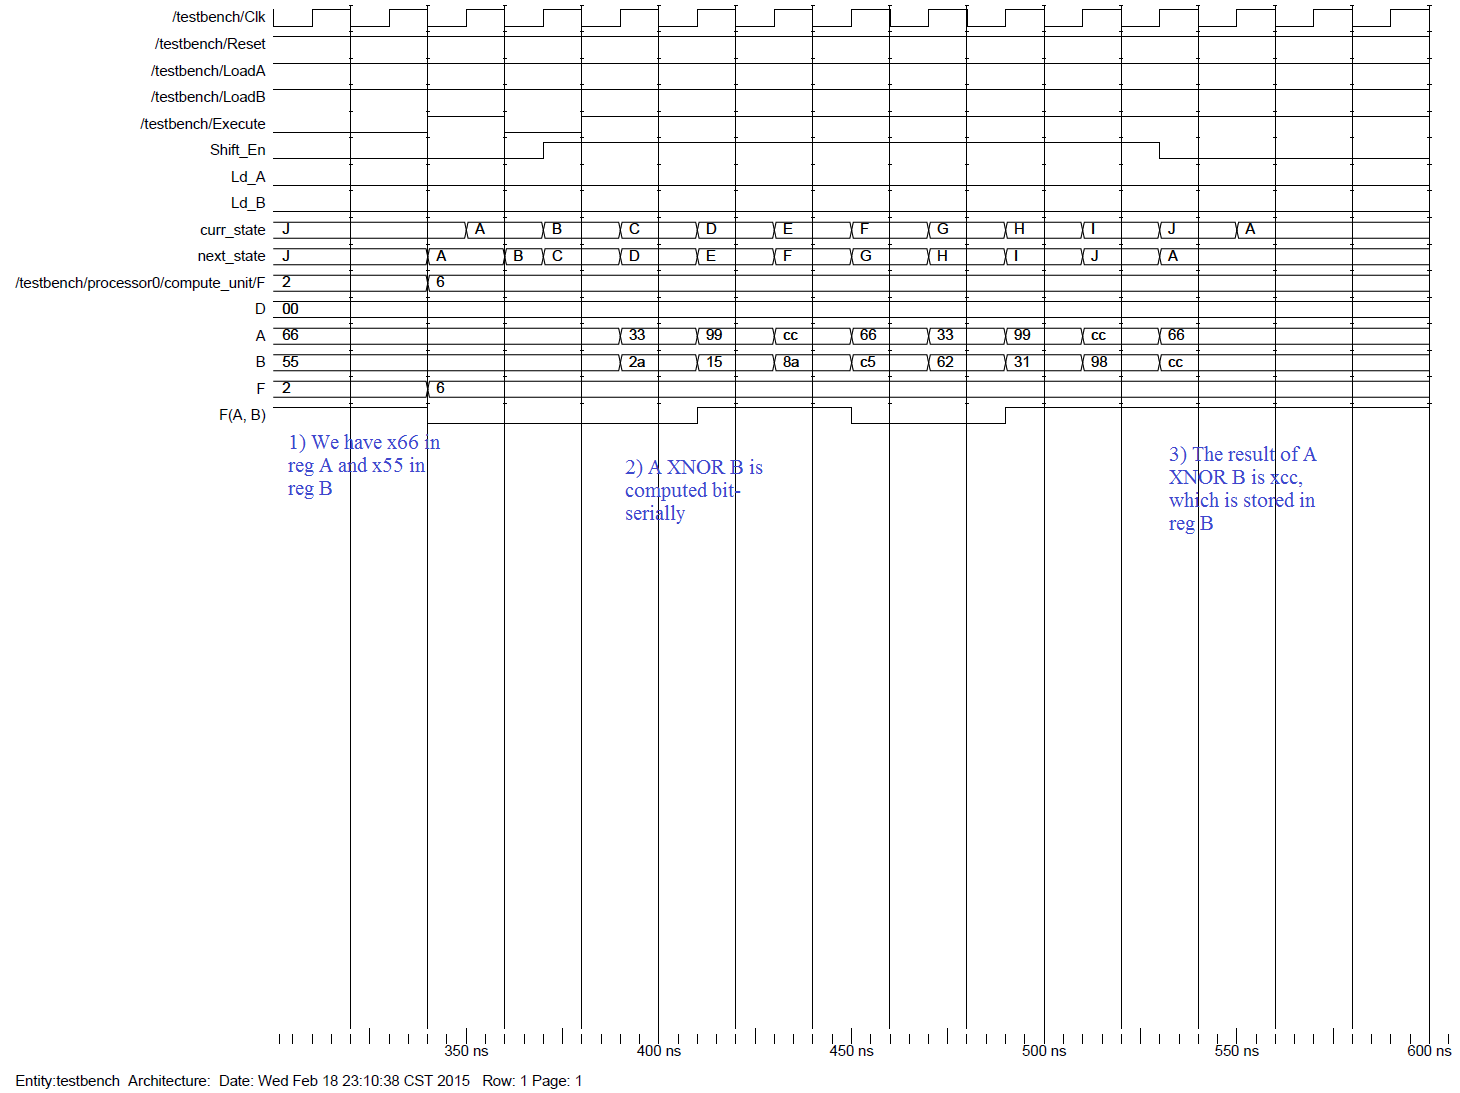 /testbench/Clk
/testbench/Reset
/testbench/LoadA
/testbench/LoadB
/testbench/Execute
Shift_En
Ld_A
Ld_B
curr_state J A B C D E F G H I J A
next_state J A B C D E F G H I J A
/testbench/processor0/compute_unit/F 2 6
D 00
A 66 33 99 cc 66 33 99 cc 66
B 55 2a 15 8a c5 62 31 98 cc
F 2 6
F(A, B)
1) We have x66 in
reg A and x55 in
reg B
2) A XNOR B is
computed bit-
serially
3) The result of A
XNOR B is xcc,
which is stored in
reg B
350 ns 400 ns 450 ns 500 ns 550 ns 600 ns
Entity:testbench Architecture: Date: Wed Feb 18 23:10:38 CST 2015 Row: 1 Page: 1